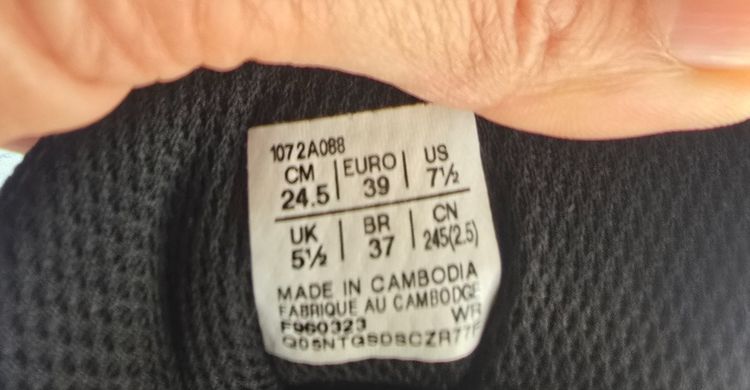 1072A088
CM | EURO | US
24.5 | 39 | 7½
UK | BR | CN
5½ | 37 | 245(2.5)
MADE IN CAMBODIA
FABRIQUE AU CAMBODGE
F960323 WR